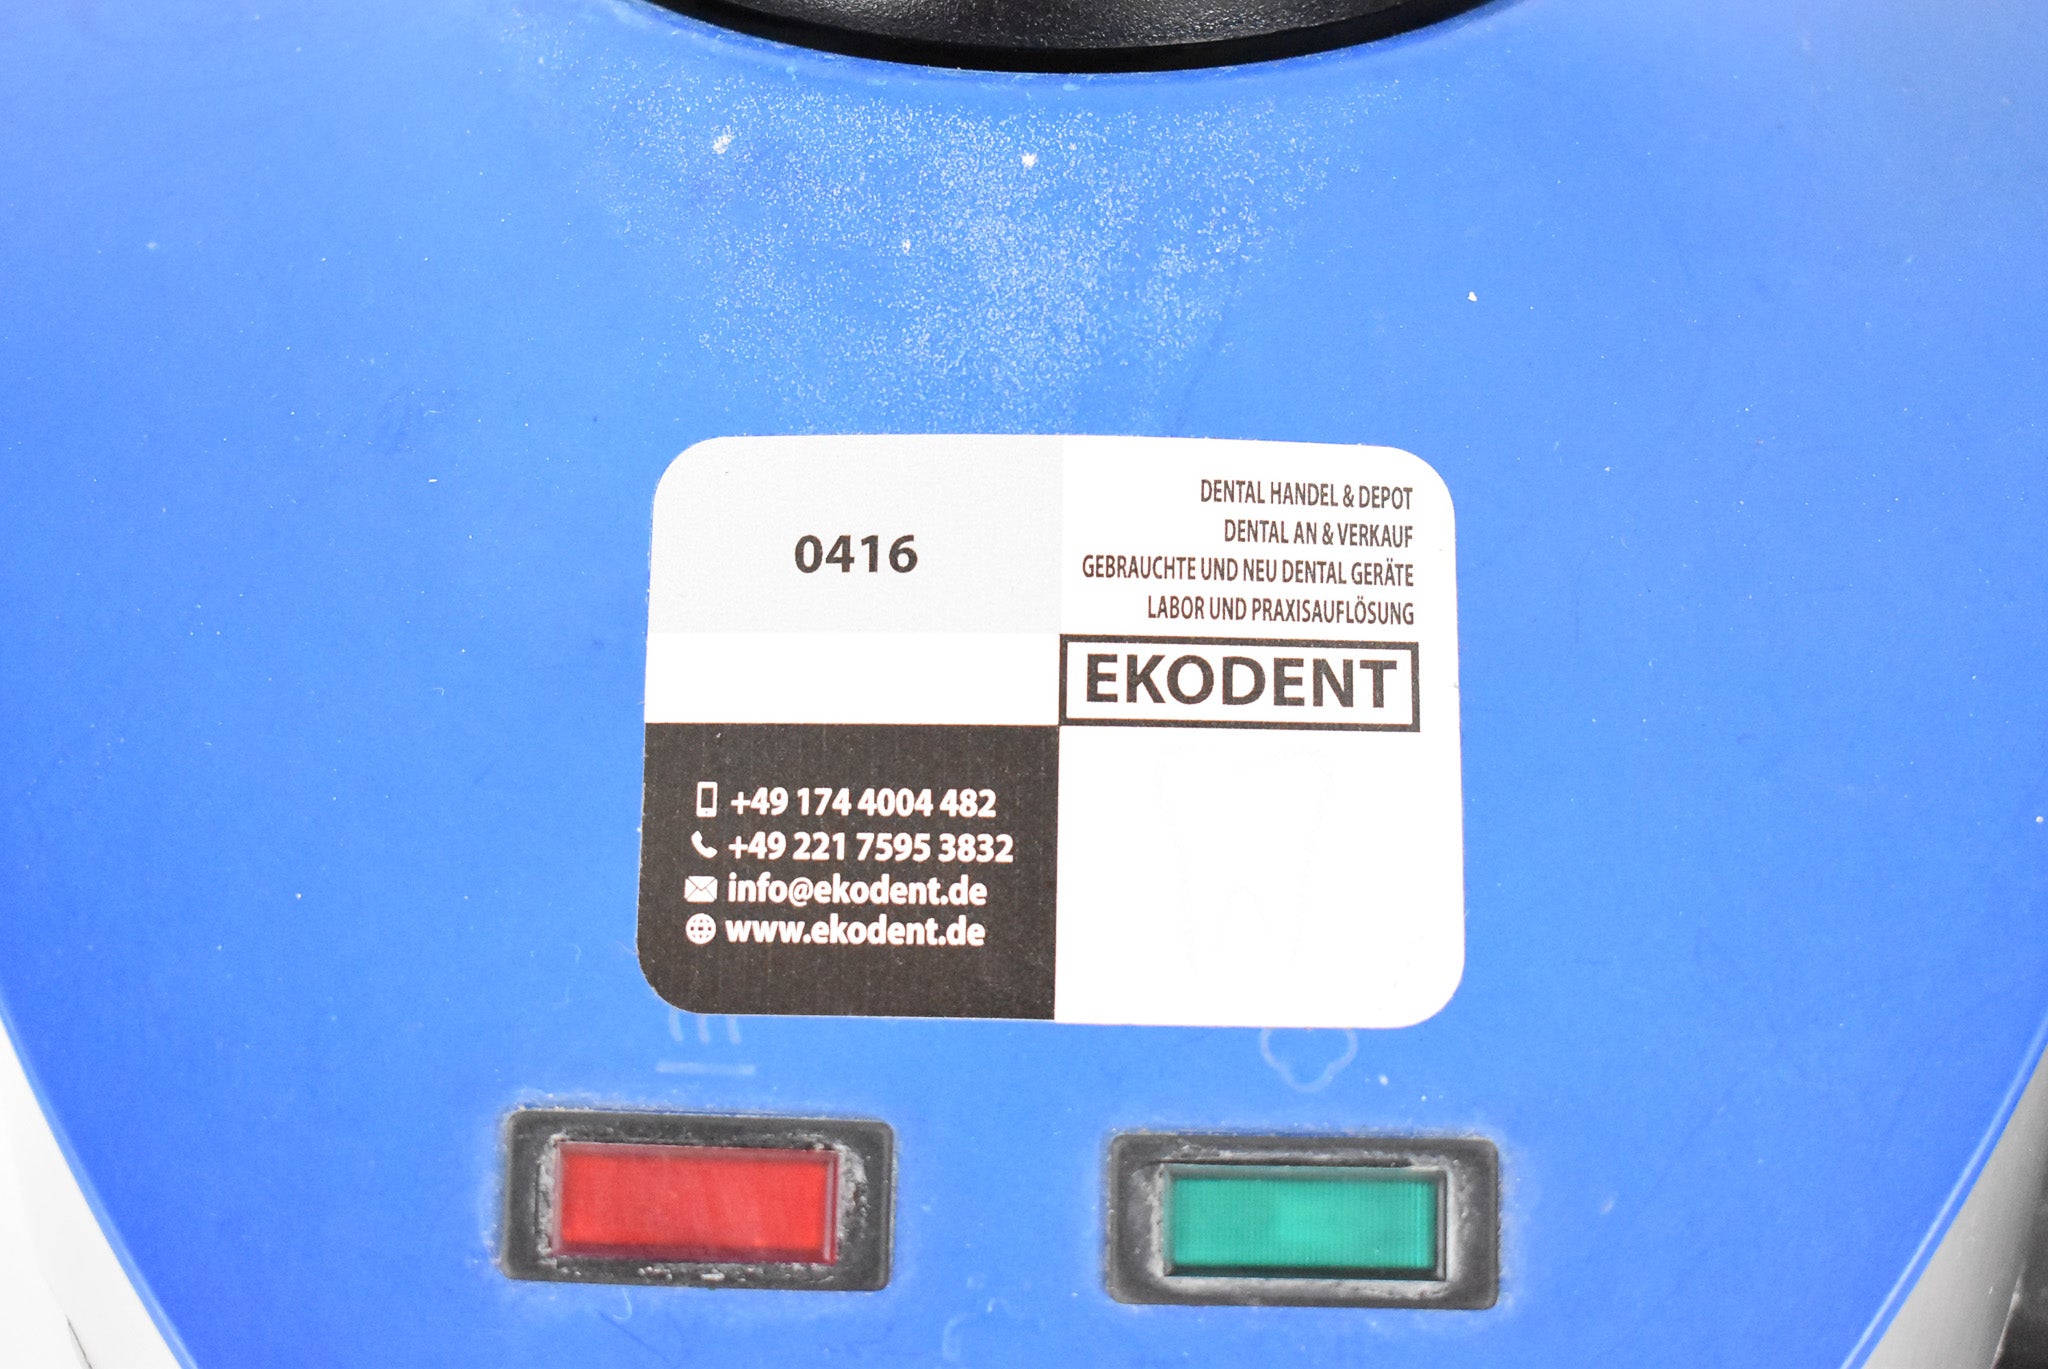 0416
DENTAL HANDEL & DEPOT
DENTAL AN & VERKAUF
GEBRAUCHTE UND NEU DENTAL GERÄTE
LABOR UND PRAXISAUFLÖSUNG
EKODENT
+49 174 4004 482
+49 221 7595 3832
info@ekodent.de
www.ekodent.de